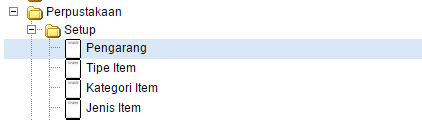 Perpustakaan
Setup
Pengarang
Tipe Item
Kategori Item
Jenis Item